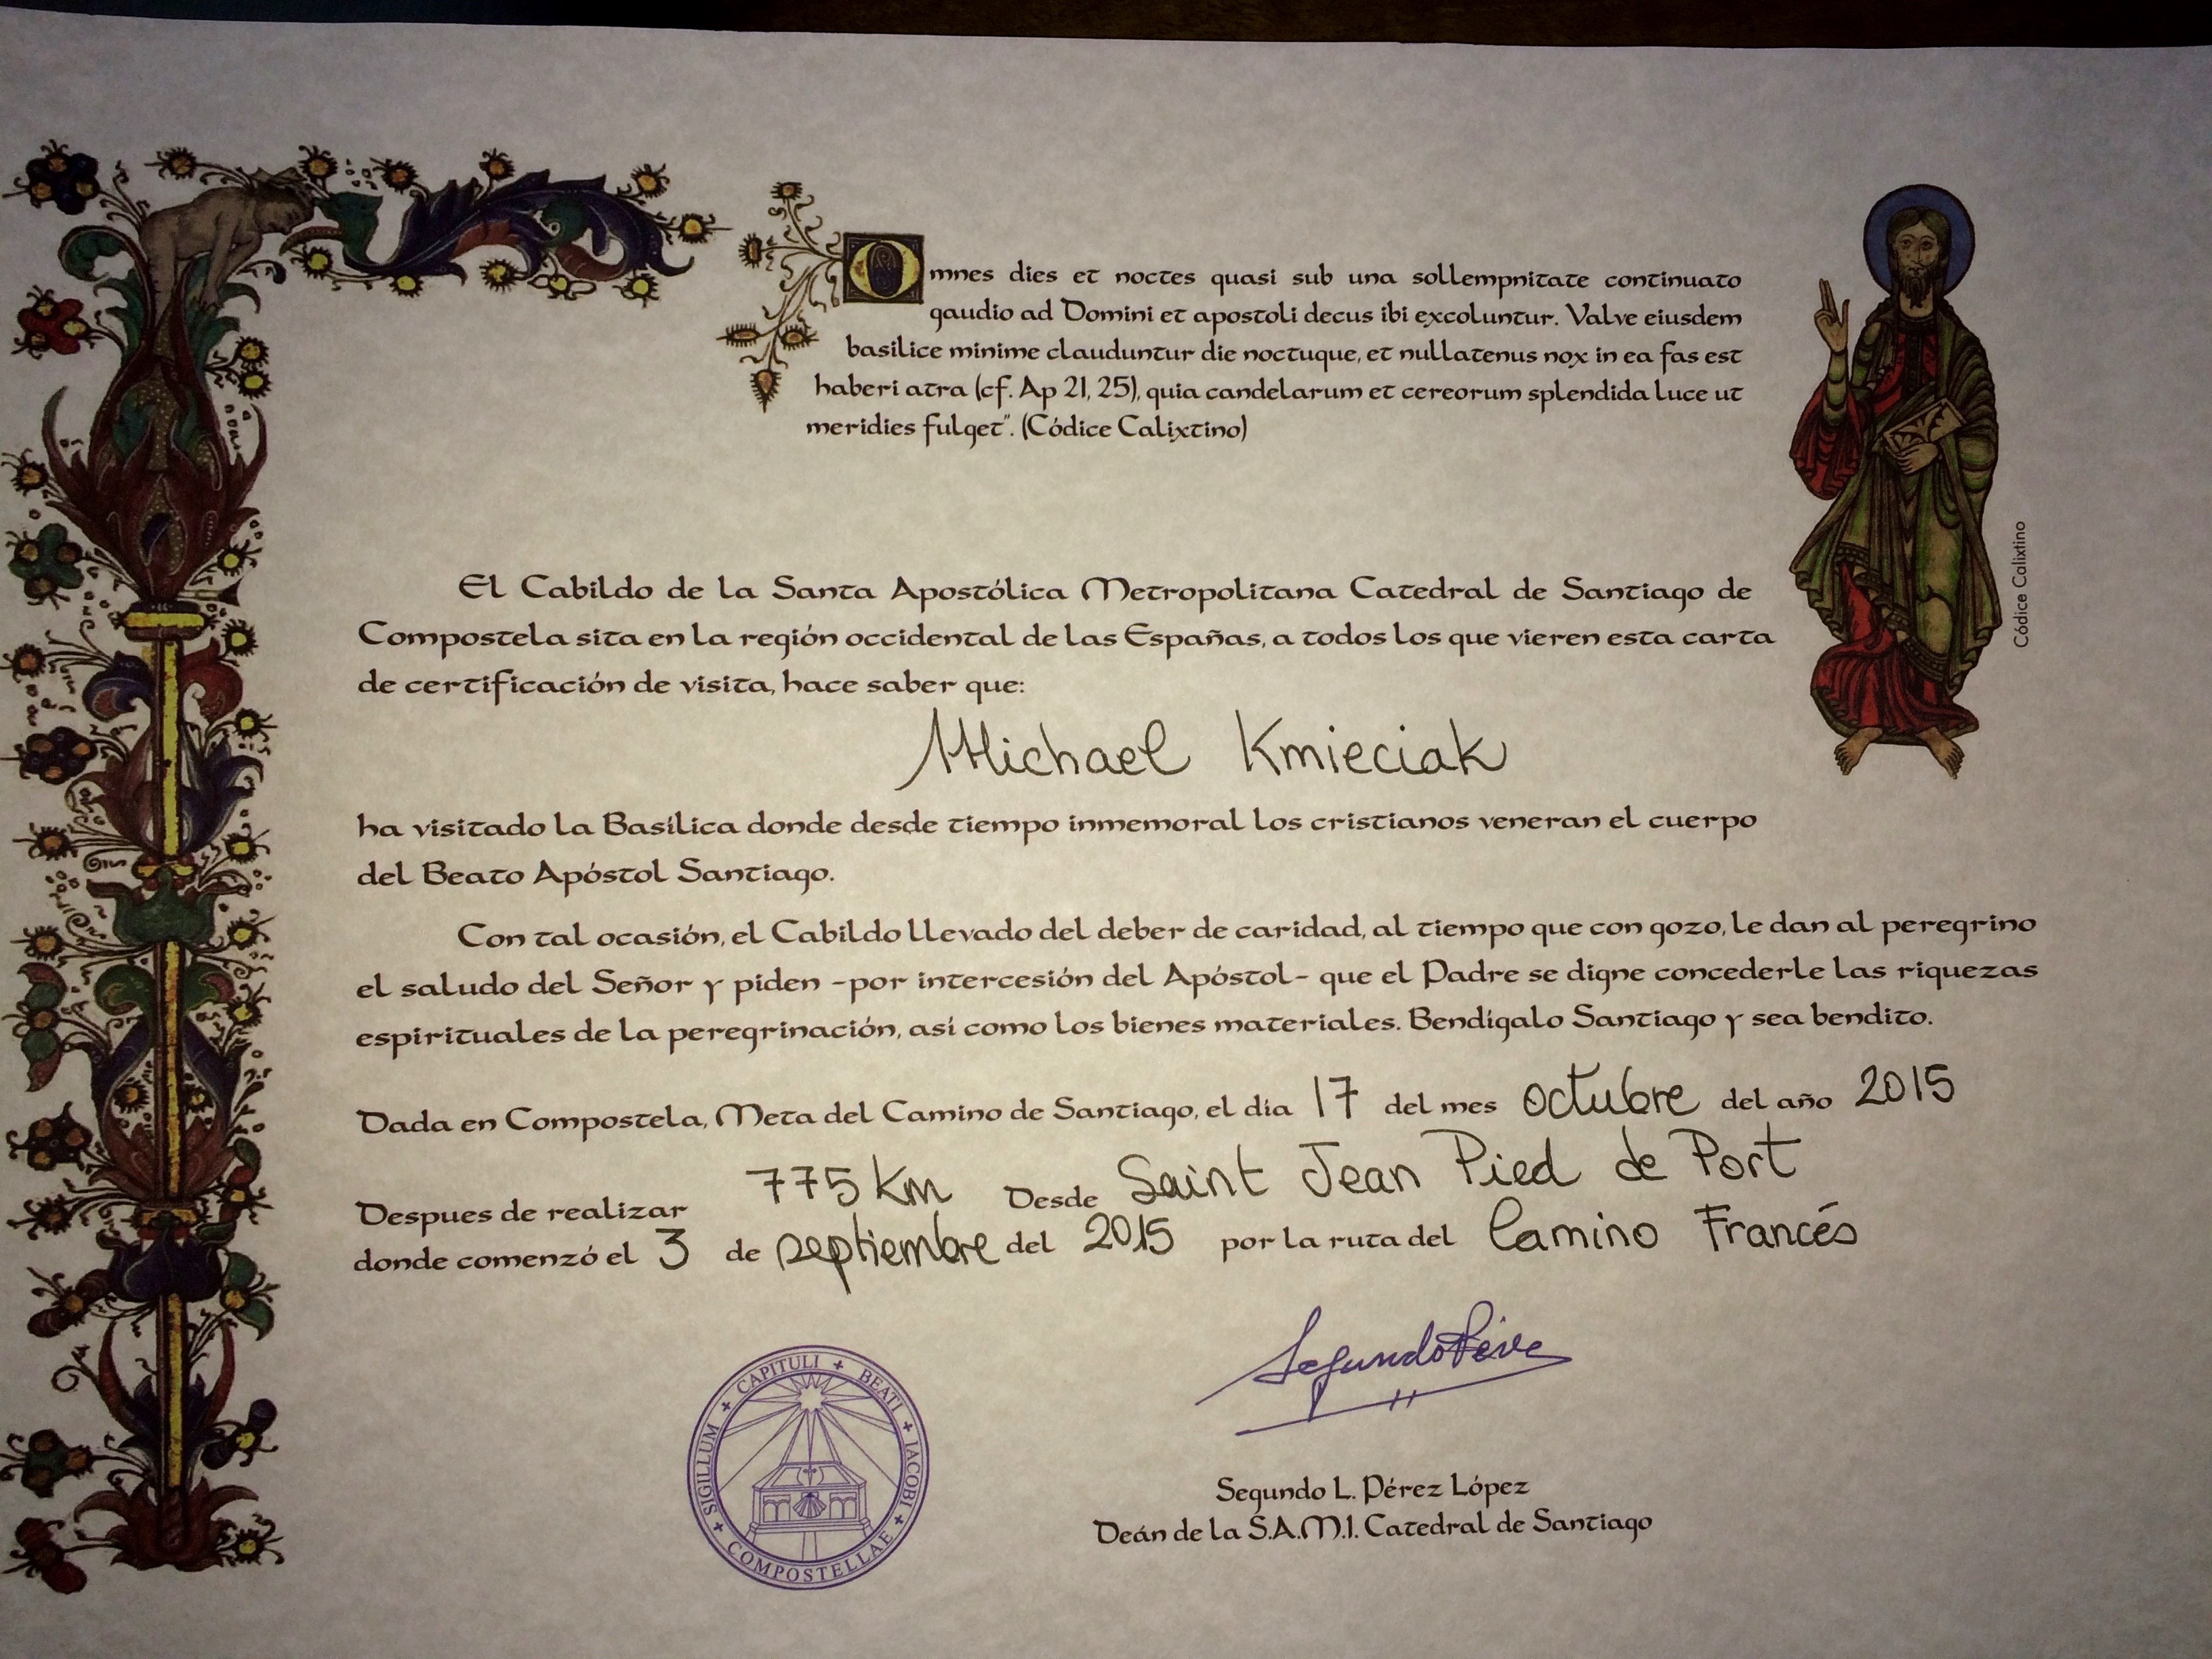 Omnes dies et noctes quasi sub una sollempnitate continuato
gaudio ad Domini et apostoli decus ibi excoluntur. Valve eiusdem
basilice minime clauduntur die noctuque, et nullatenus nox in ea fas est
haberi atra (cf. Ap 21, 25), quia candelarum et cereorum splendida luce ut
meridies fulget". (Códice Calixtino)
Códice Calixtino
El Cabildo de la Santa Apostólica Metropolitana Catedral de Santiago de
Compostela sita en la región occidental de las Españas, a todos los que vieren esta carta
de certificación de visita, hace saber que:
Michael Kmieciak
ha visitado la Basílica donde desde tiempo inmemoral los cristianos veneran el cuerpo
del Beato Apóstol Santiago.
Con tal ocasión, el Cabildo llevado del deber de caridad, al tiempo que con gozo, le dan al peregrino
el saludo del Señor y piden -por intercesión del Apóstol- que el Padre se digne concederle las riquezas
espirituales de la peregrinación, así como los bienes materiales. Bendígalo Santiago y sea bendito.
Dada en Compostela, Meta del Camino de Santiago, el día 17 del mes octubre del año 2015
Despues de realizar 775 Km Desde Saint Jean Pied de Port
donde comenzó el 3 de septiembre del 2015 por la ruta del Camino Francés
SIGILLUM + CAPITULI + BEATI + IACOBI + COMPOSTELLAE +
Segundo L. Pérez López
Deán de la S.A.M.I. Catedral de Santiago